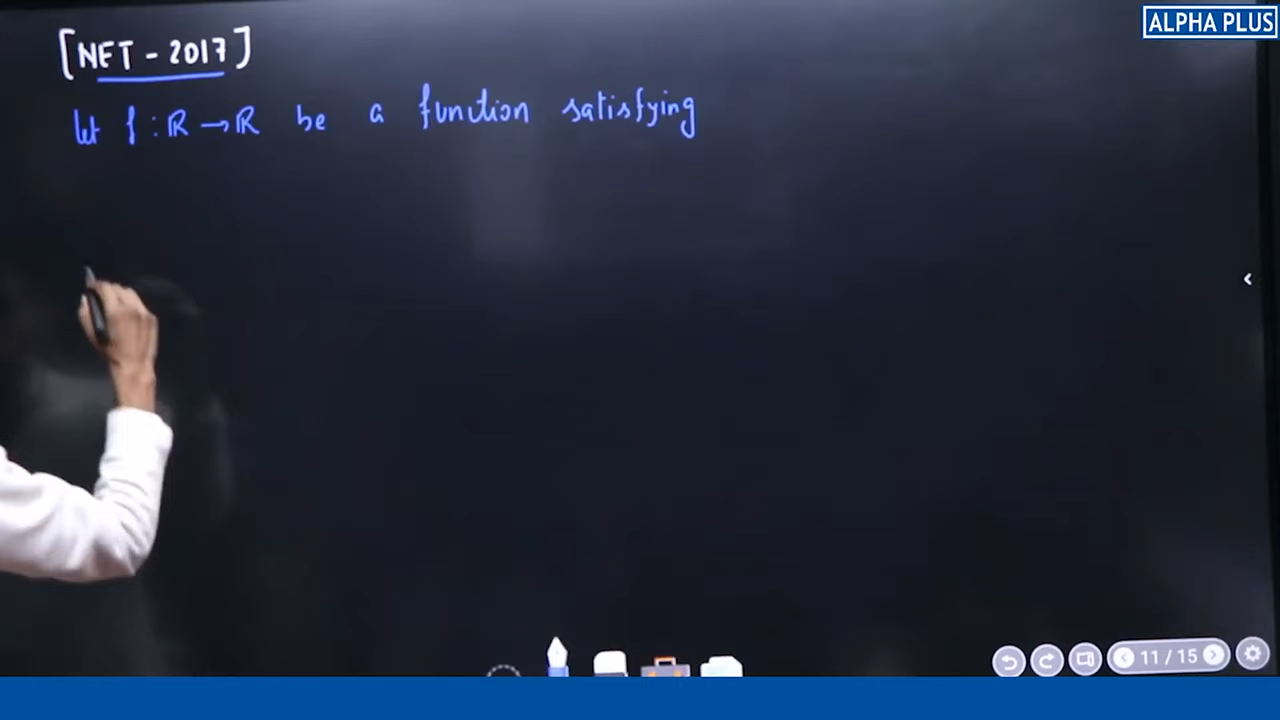 ALPHA PLUS
[NET - 2017]
let f : ℝ → ℝ be a function satisfying
11 / 15